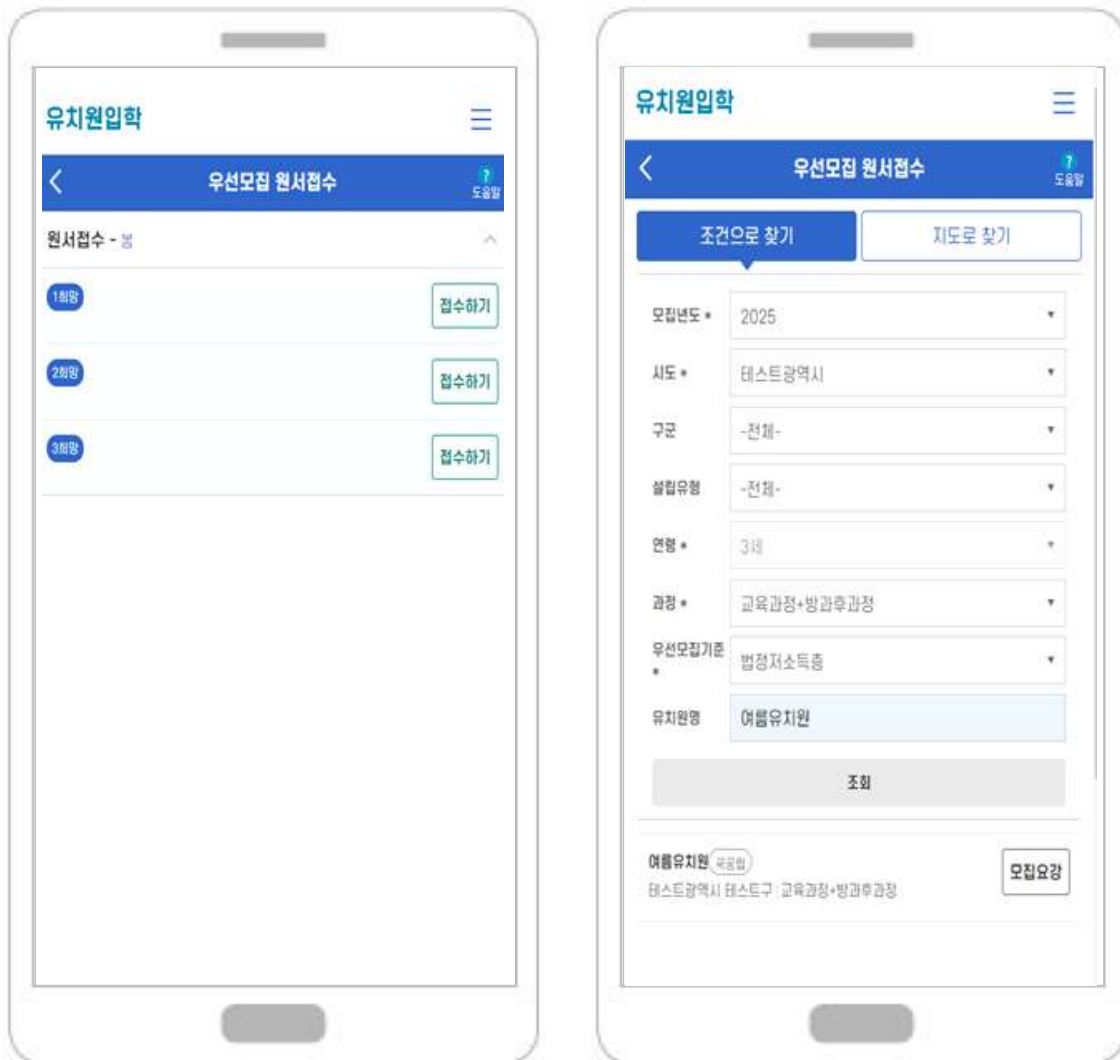 유치원입학
우선모집 원서접수
?
도움말
원서접수 - 봄
1희망
접수하기
2희망
접수하기
3희망
접수하기
유치원입학
우선모집 원서접수
?
도움말
조건으로 찾기 지도로 찾기
모집년도 * 2025
시도 * 테스트광역시
구군 -전체-
설립유형 -전체-
연령 * 3세
과정 * 교육과정+방과후과정
우선모집기준
* 법정저소득층
유치원명 여름유치원
조회
여름유치원 국공립
모집요강
테스트광역시 테스트구 교육과정+방과후과정